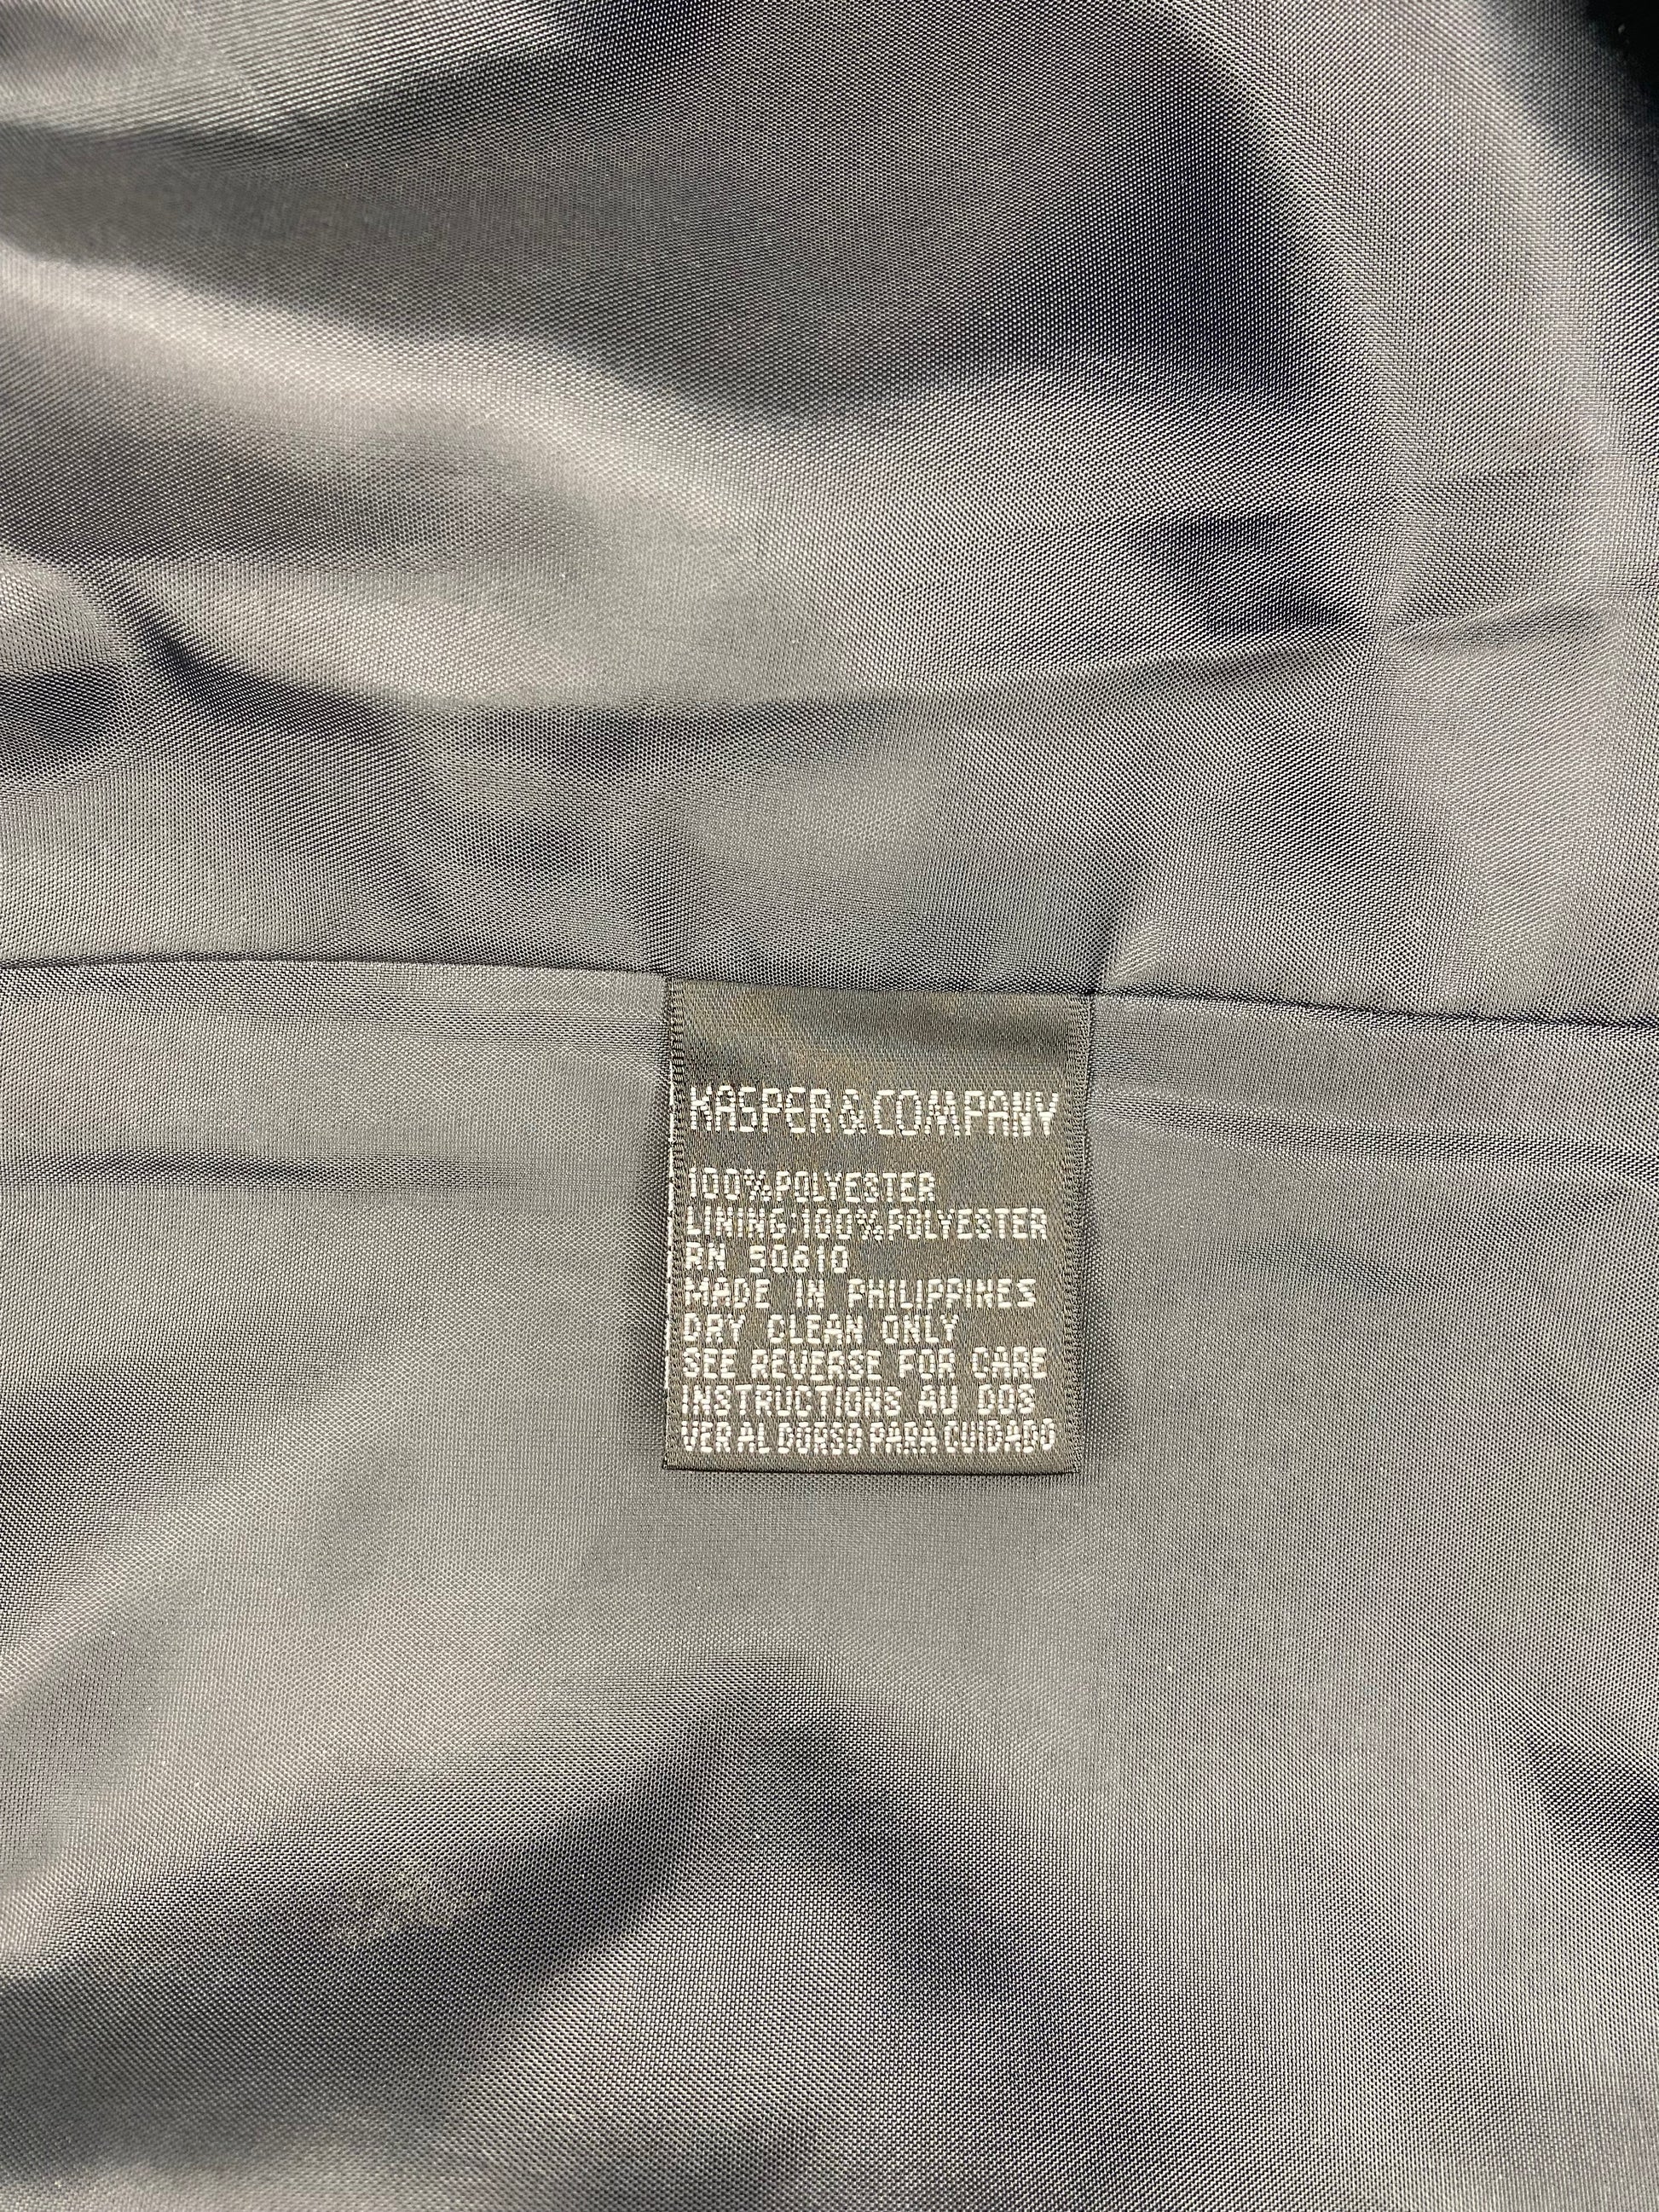 KASPER & COMPANY
100% POLYESTER
LINING:100% POLYESTER
RN 50610
MADE IN PHILIPPINES
DRY CLEAN ONLY
SEE REVERSE FOR CARE
INSTRUCTIONS AU DOS
VER AL DORSO PARA CUIDADO